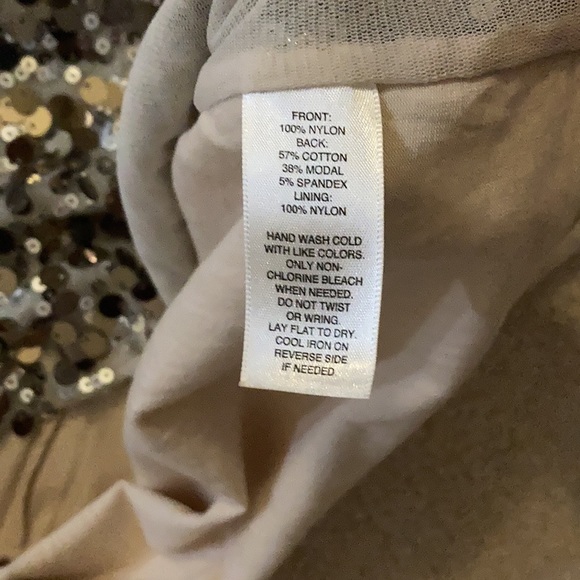 FRONT:
100% NYLON
BACK:
57% COTTON
38% MODAL
5% SPANDEX
LINING:
100% NYLON
HAND WASH COLD
WITH LIKE COLORS.
ONLY NON-
CHLORINE BLEACH
WHEN NEEDED.
DO NOT TWIST
OR WRING.
LAY FLAT TO DRY.
COOL IRON ON
REVERSE SIDE
IF NEEDED